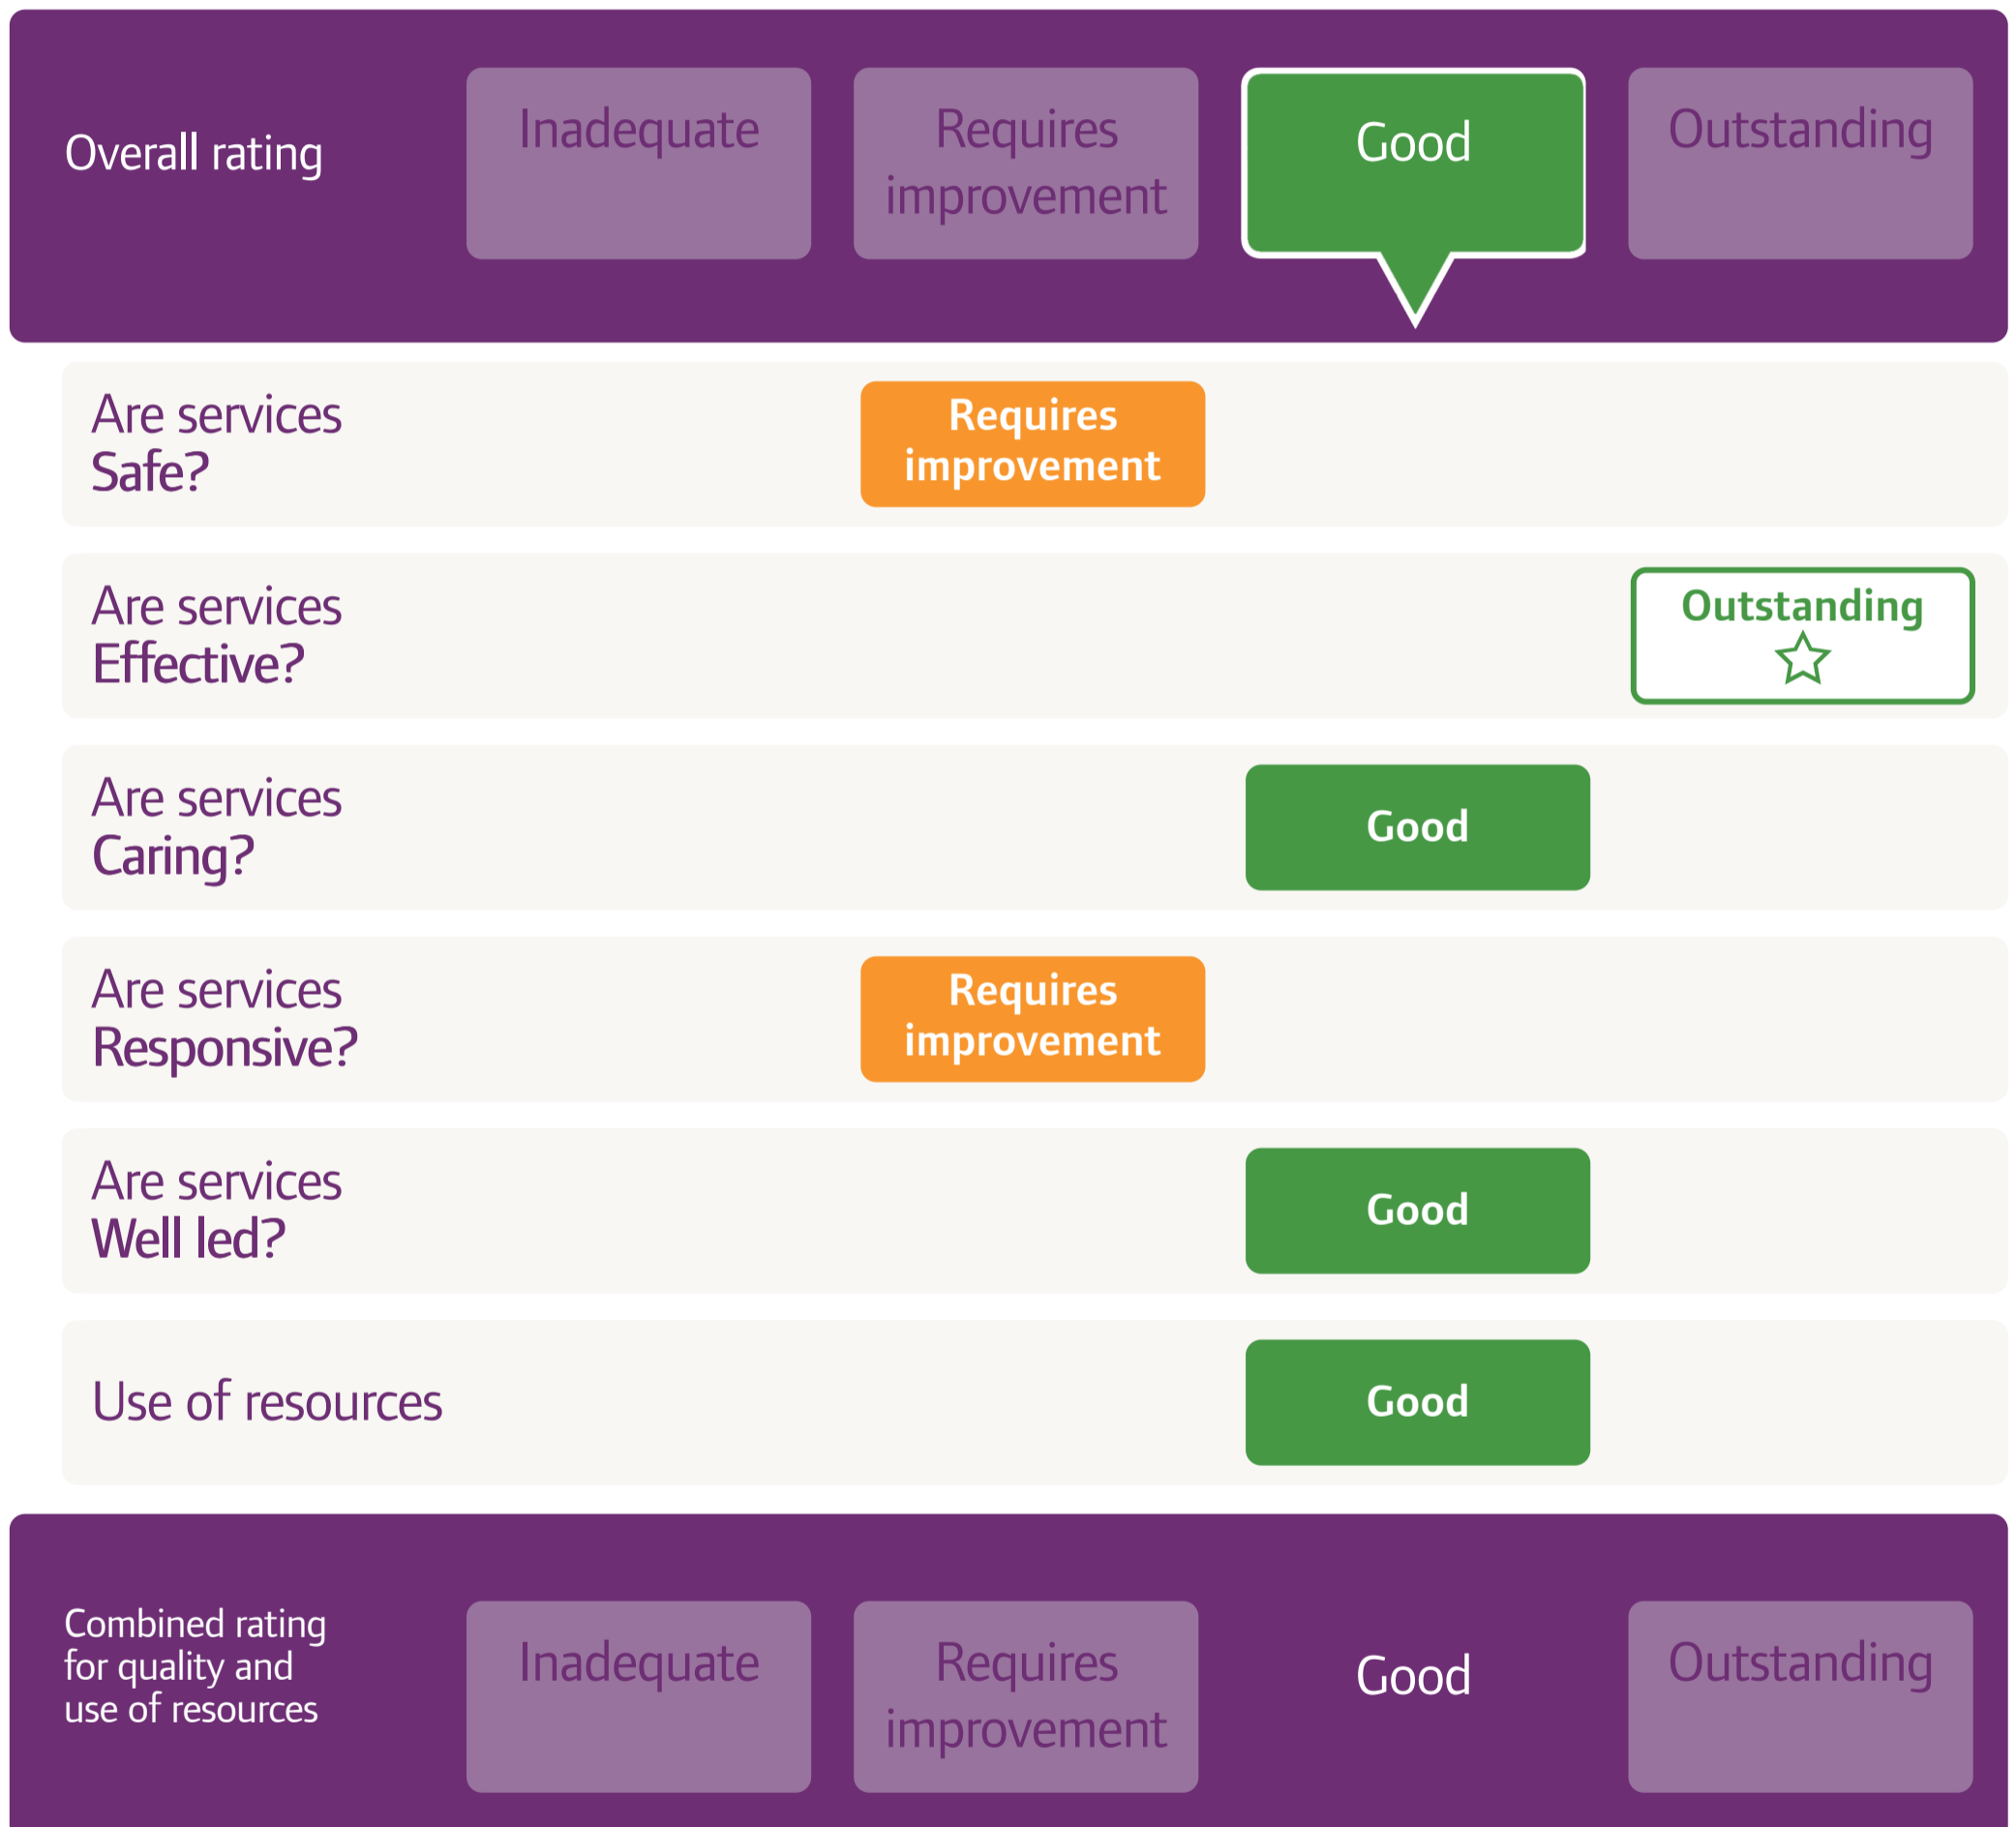 Overall rating
Inadequate
Requires
improvement
Good
Outstanding
Are services
Safe?
Requires
improvement
Are services
Effective?
Outstanding
Are services
Caring?
Good
Are services
Responsive?
Requires
improvement
Are services
Well led?
Good
Use of resources
Good
Combined rating
for quality and
use of resources
Inadequate
Requires
improvement
Good
Outstanding